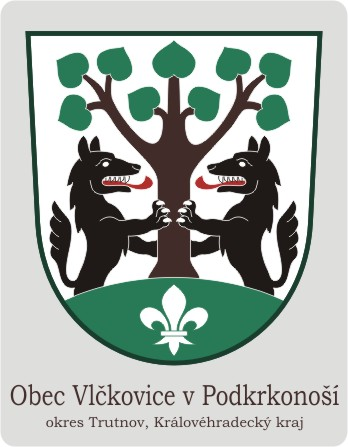 Obec Vlčkovice v Podkrkonoší
okres Trutnov, Královéhradecký kraj